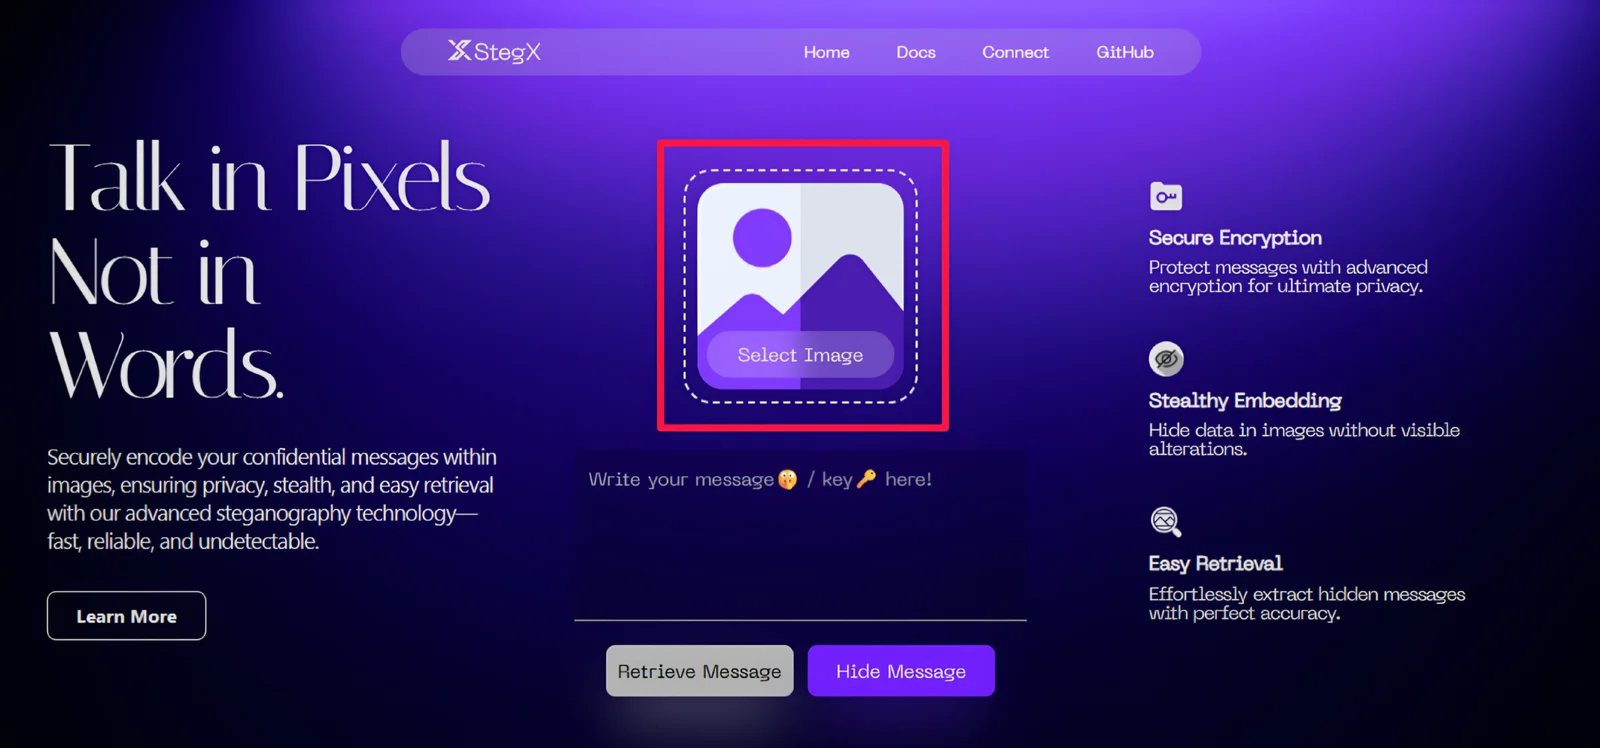 StegX
Home
Docs
Connect
GitHub
Talk in Pixels
Not in
Words.
Securely encode your confidential messages within
images, ensuring privacy, stealth, and easy retrieval
with our advanced steganography technology—
fast, reliable, and undetectable.
Learn More
Select Image
Write your message🤫 / key🔑 here!
Retrieve Message
Hide Message
Secure Encryption
Protect messages with advanced
encryption for ultimate privacy.
Stealthy Embedding
Hide data in images without visible
alterations.
Easy Retrieval
Effortlessly extract hidden messages
with perfect accuracy.